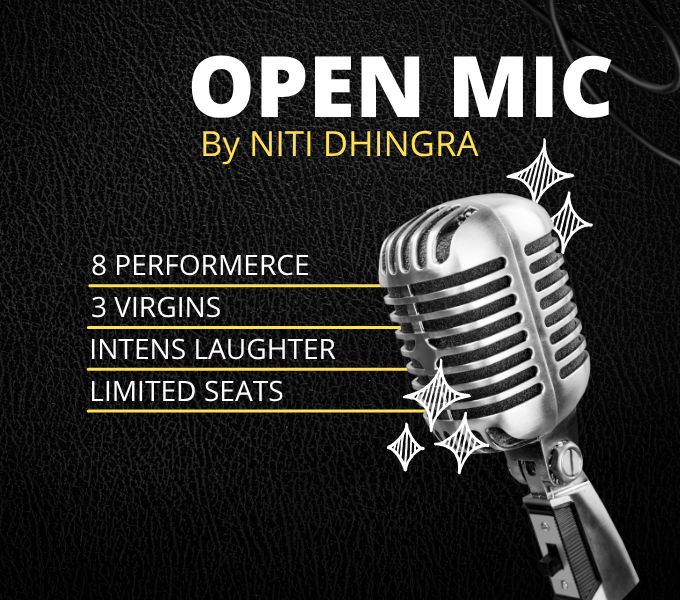 OPEN MIC
By NITI DHINGRA
8 PERFORMERCE
3 VIRGINS
INTENS LAUGHTER
LIMITED SEATS